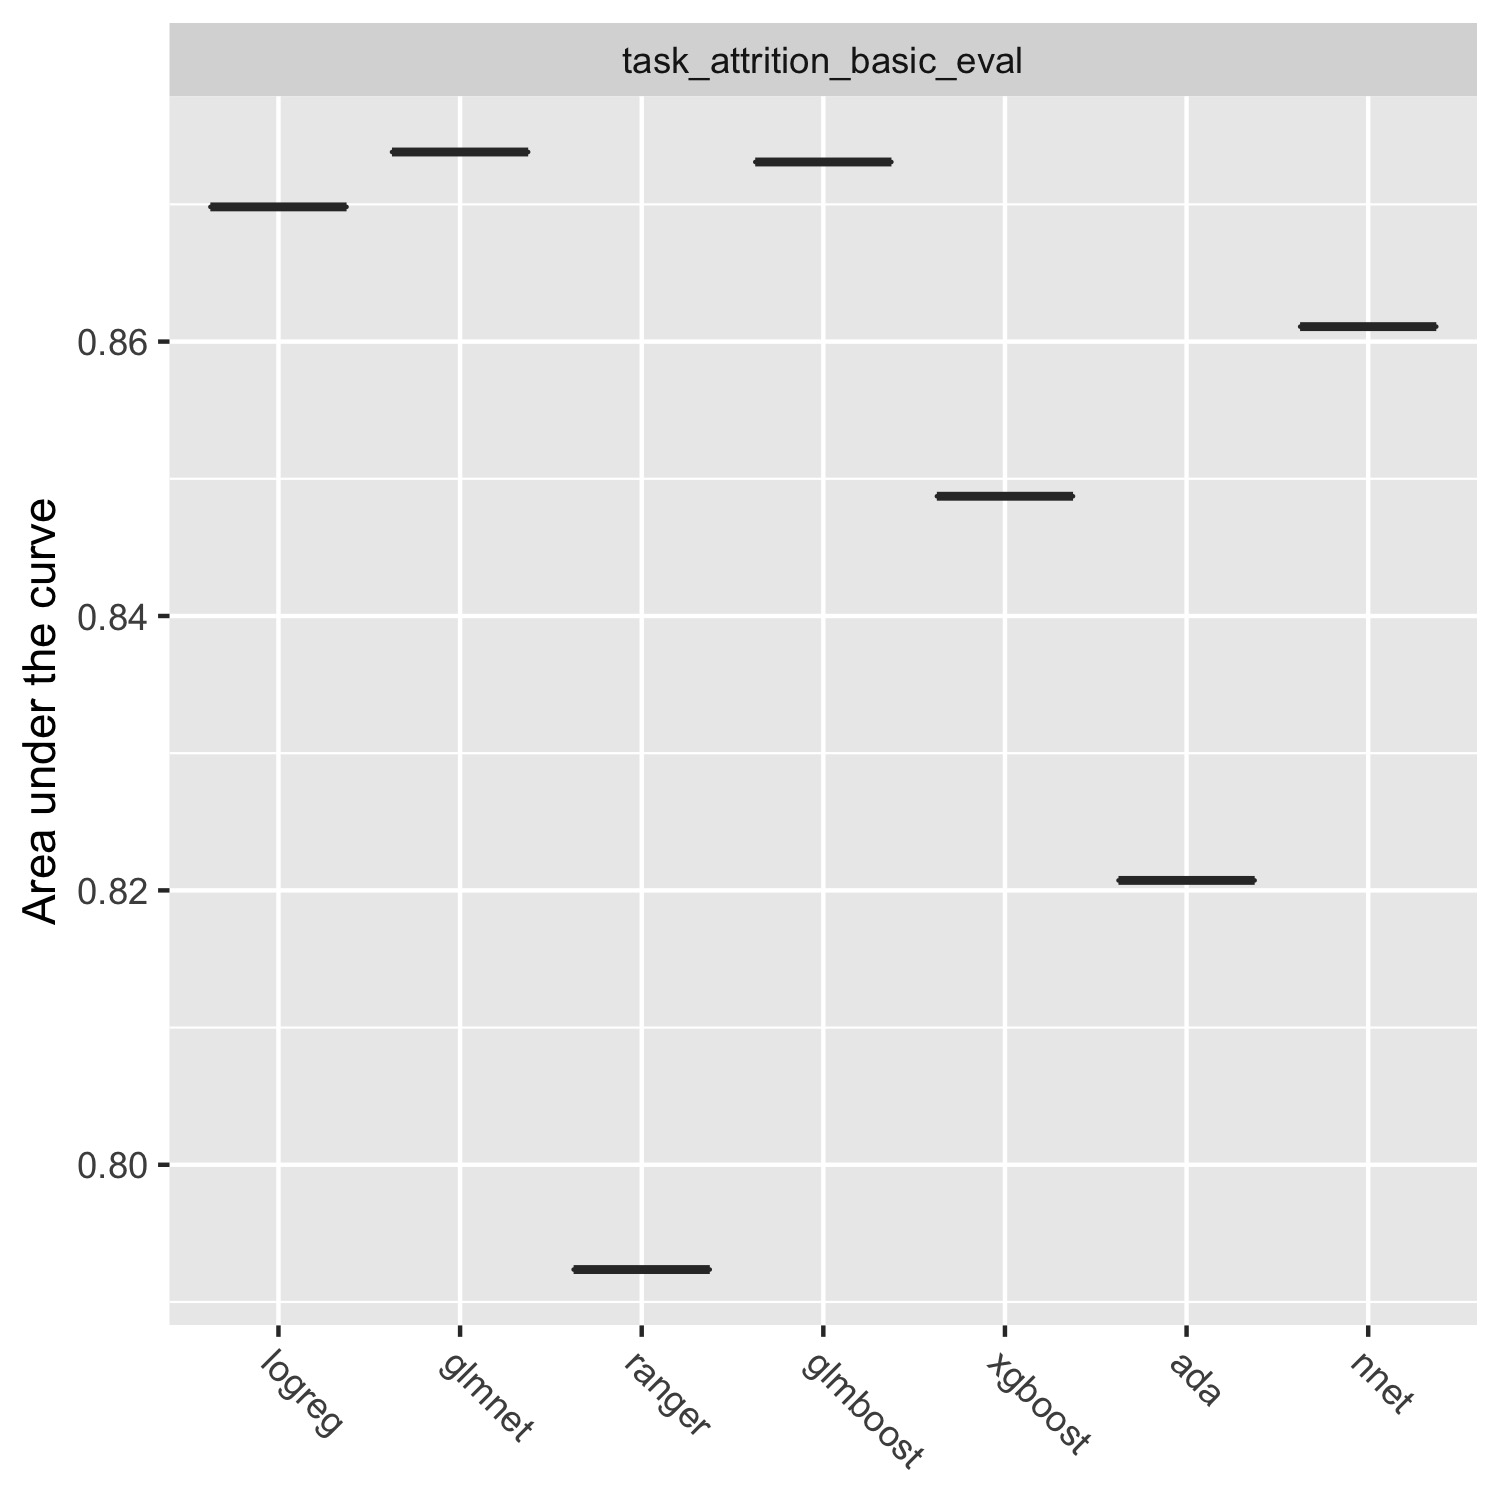 task_attrition_basic_eval
Area under the curve
0.86
0.84
0.82
0.80
logreg
glmnet
ranger
glmboost
xgboost
ada
nnet